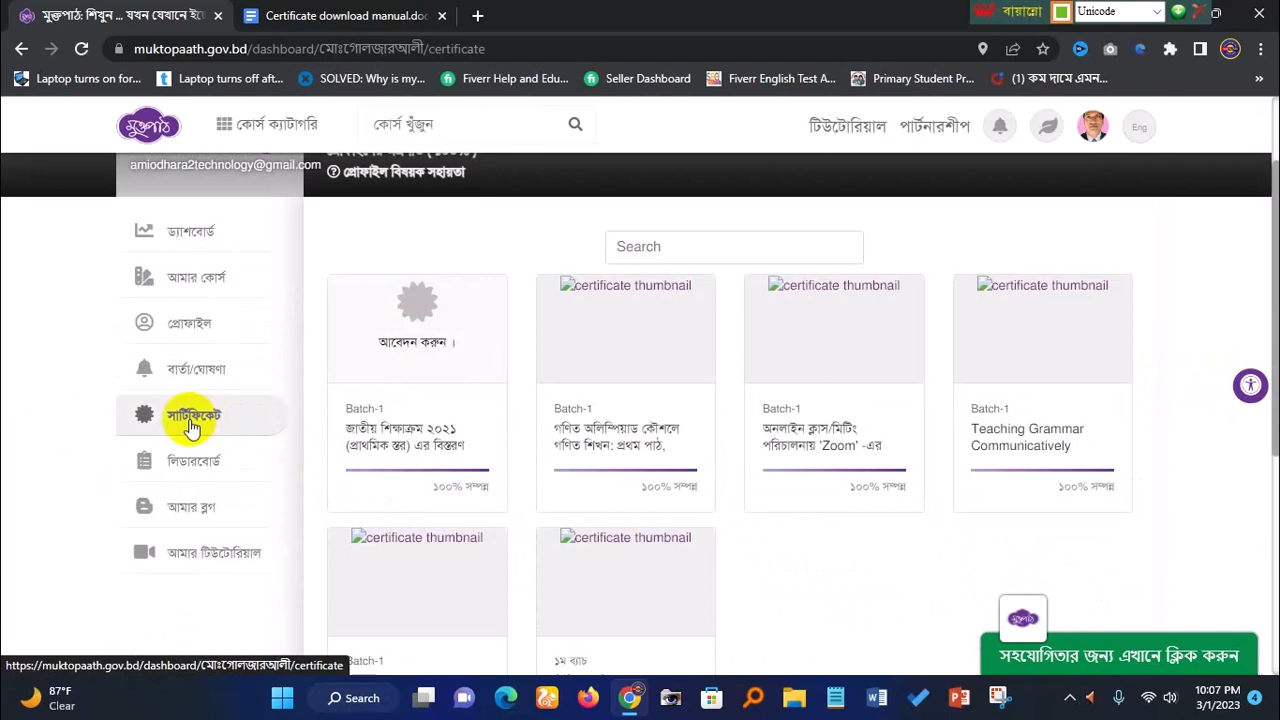 মুক্তপাঠ: শিখুন ... যখন যেখানে ইচ্ছে
Certificate-thumbnail
বায়ান্নো
Unicode
muktopaath.gov.bd/dashboard/মোঃগোলজারআলী/certificate
Laptop turns on for...
Laptop turns off aft...
SOLVED: Why is my...
Fiverr Help and Edu...
Seller Dashboard
Fiverr English Test A...
Primary Student Pr...
(1) কম দামে এমন...
»
মুক্তপাঠ
কোর্স ক্যাটাগরি
কোর্স খুঁজুন
টিউটোরিয়াল
পার্টনারশীপ
Eng
amiodhara2technology@gmail.com
প্রোফাইল বিষয়ক সহায়তা
ড্যাশবোর্ড
আমার কোর্স
প্রোফাইল
বার্তা/ঘোষণা
সার্টিফিকেট
লিডারবোর্ড
আমার ব্লগ
আমার টিউটোরিয়াল
Search
আবেদন করুন ।
Batch-1
জাতীয় শিক্ষাক্রম ২০২১
(প্রাথমিক স্তর) এর বিস্তরণ
১০০% সম্পন্ন
certificate thumbnail
Batch-1
গণিত অলিম্পিয়াড কৌশলে
গণিত শিখন: প্রথম পাঠ,
১০০% সম্পন্ন
certificate thumbnail
Batch-1
অনলাইন ক্লাস/মিটিং
পরিচালনায় 'Zoom' -এর
১০০% সম্পন্ন
certificate thumbnail
Batch-1
Teaching Grammar
Communicatively
১০০% সম্পন্ন
certificate thumbnail
certificate thumbnail
১ম ব্যাচ
মুক্তপাঠ
সহযোগিতার জন্য এখানে ক্লিক করুন
https://muktopaath.gov.bd/dashboard/মোঃগোলজারআলী/certificate
87°F
Clear
Search
10:07 PM
3/1/2023
4